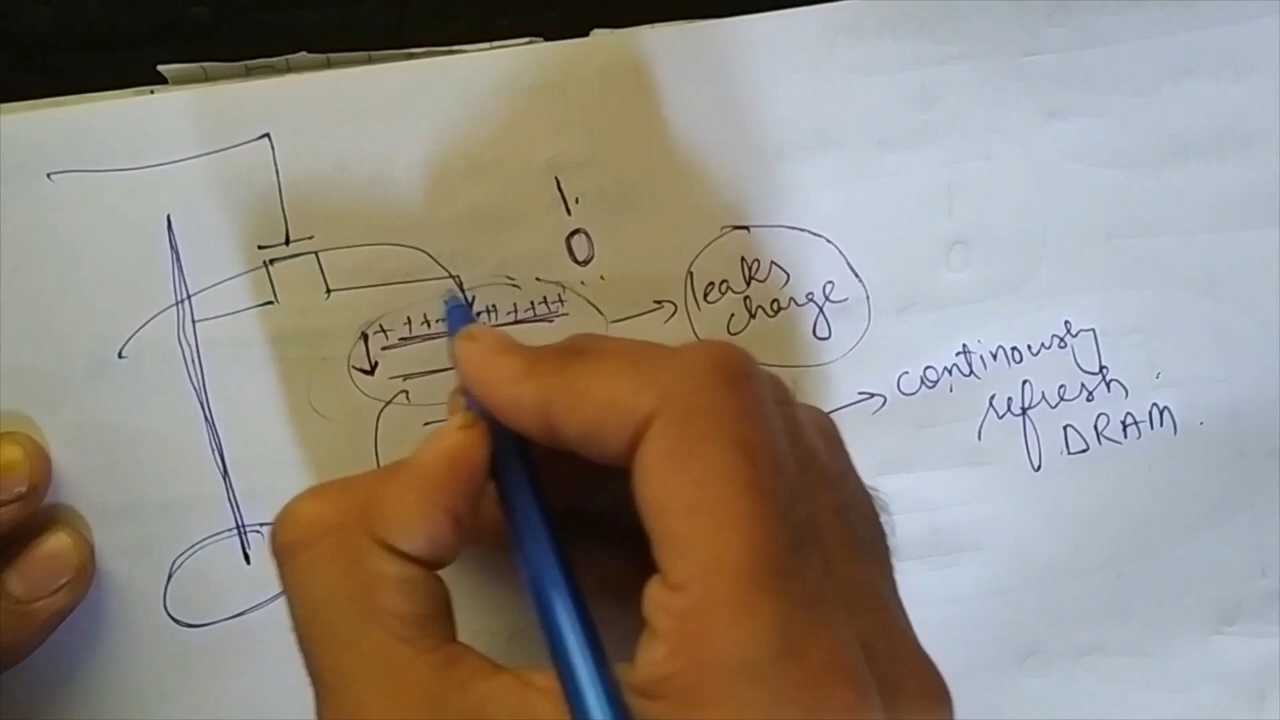 1.
0
+ + + - ++ + + + +
leaks
charge
continously
refresh
DRAM.